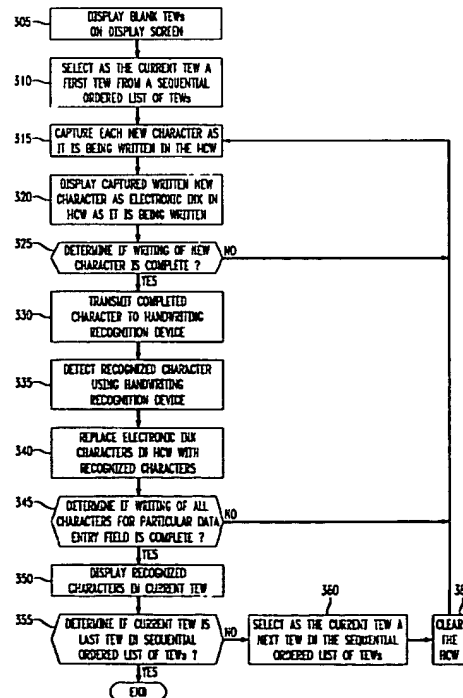 305
DISPLAY BLANK TEWs
ON DISPLAY SCREEN
310
SELECT AS THE CURRENT TEW A
FIRST TEW FROM A SEQUENTIAL
ORDERED LIST OF TEWs
315
CAPTURE EACH NEW CHARACTER AS
IT IS BEING WRITTEN IN THE HCW
320
DISPLAY CAPTURED WRITTEN NEW
CHARACTER AS ELECTRONIC INK IN
HCW AS IT IS BEING WRITTEN
325
DETERMINE IF WRITING OF NEW
CHARACTER IS COMPLETE ?
NO
YES
330
TRANSMIT COMPLETED
CHARACTER TO HANDWRITING
RECOGNITION DEVICE
335
DETECT RECOGNIZED CHARACTER
USING HANDWRITING
RECOGNITION DEVICE
340
REPLACE ELECTRONIC INK
CHARACTERS IN HCW WITH
RECOGNIZED CHARACTERS
345
DETERMINE IF WRITING OF ALL
CHARACTERS FOR PARTICULAR DATA
ENTRY FIELD IS COMPLETE ?
NO
YES
350
DISPLAY RECOGNIZED
CHARACTERS IN CURRENT TEW
355
DETERMINE IF CURRENT TEW IS
LAST TEW IN SEQUENTIAL
ORDERED LIST OF TEWs ?
NO
360
SELECT AS THE CURRENT TEW A
NEXT TEW IN THE SEQUENTIAL
ORDERED LIST OF TEWs
CLEAR
THE
HCW
YES
END